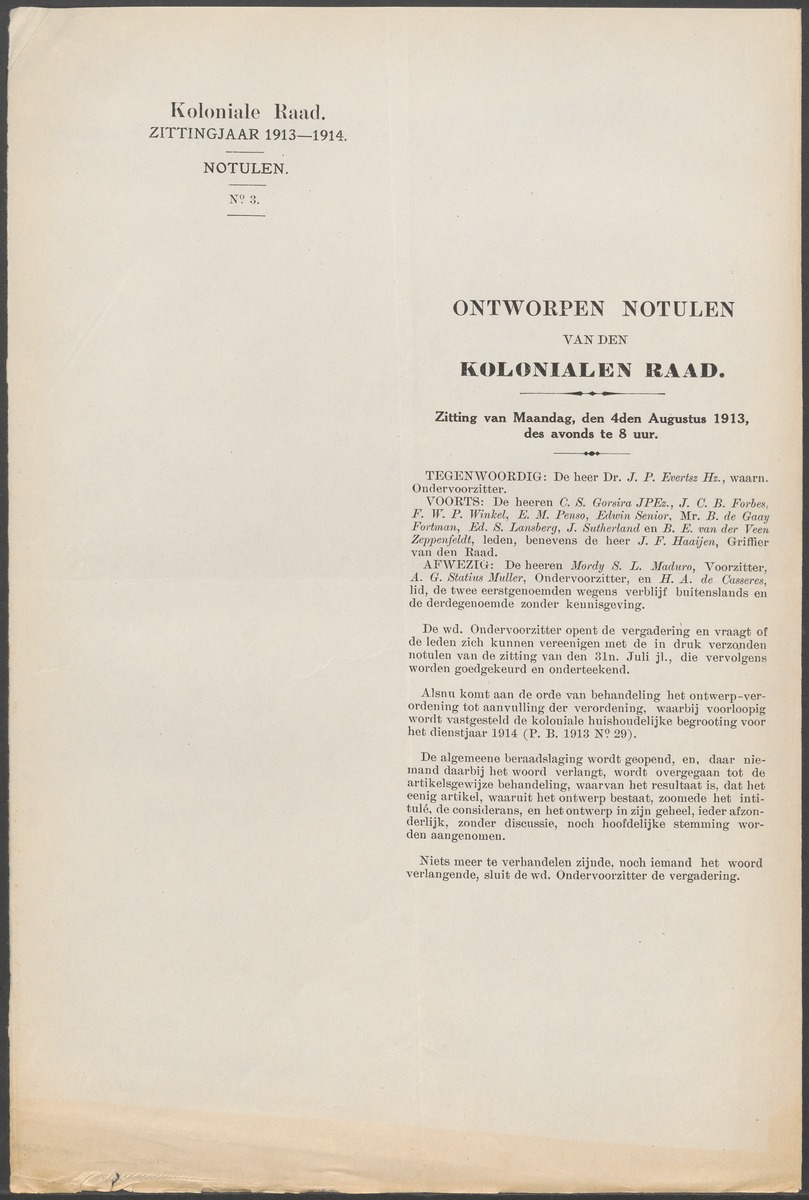 Koloniale Raad.
ZITTINGJAAR 1913—1914.
NOTULEN.
Nº 3.
ONTWORPEN NOTULEN
VAN DEN
KOLONIALEN RAAD.
Zitting van Maandag, den 4den Augustus 1913,
des avonds te 8 uur.
TEGENWOORDIG: De heer Dr. J. P. Evertsz Hz., waarn.
Ondervoorzitter.
VOORTS: De heeren C. S. Gorsira JPEz., J. C. B. Forbes,
F. W. P. Winkel, E. M. Penso, Edwin Senior, Mr. B. de Gaay
Fortman, Ed. S. Lansberg, J. Sutherland en B. E. van der Veen
Zeppenfeldt, leden, benevens de heer J. F. Haaijen, Griffier
van den Raad.
AFWEZIG: De heeren Mordy S. L. Maduro, Voorzitter,
A. G. Statius Muller, Ondervoorzitter, en H. A. de Casseres,
lid, de twee eerstgenoemden wegens verblijf buitenslands en
de derdegenoemde zonder kennisgeving.
De wd. Ondervoorzitter opent de vergadering en vraagt of
de leden zich kunnen vereenigen met de in druk verzonden
notulen van de zitting van den 31n. Juli jl., die vervolgens
worden goedgekeurd en onderteekend.
Alsnu komt aan de orde van behandeling het ontwerp-ver-
ordening tot aanvulling der verordening, waarbij voorloopig
wordt vastgesteld de koloniale huishoudelijke begrooting voor
het dienstjaar 1914 (P. B. 1913 Nº 29).
De algemeene beraadslaging wordt geopend, en, daar nie-
mand daarbij het woord verlangt, wordt overgegaan tot de
artikelsgewijze behandeling, waarvan het resultaat is, dat het
eenig artikel, waaruit het ontwerp bestaat, zoomede het inti-
tulé, de considerans, en het ontwerp in zijn geheel, ieder afzon-
derlijk, zonder discussie, noch hoofdelijke stemming wor-
den aangenomen.
Niets meer te verhandelen zijnde, noch iemand het woord
verlangende, sluit de wd. Ondervoorzitter de vergadering.